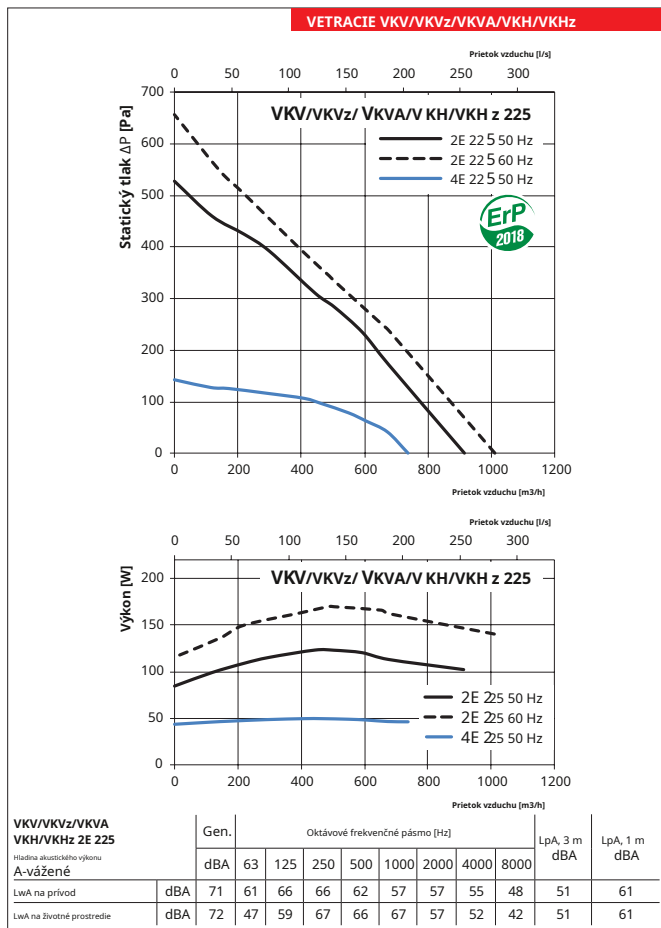 VETRACIE VKV/VKVz/VKVA/VKH/VKHz
Prietok vzduchu [l/s]
0 50 100 150 200 250 300
VKV/VKVz/ VKVA/V KH/VKH z 225
2E 22 5 50 Hz
2E 22 5 60 Hz
4E 22 5 50 Hz
ErP
2018
Statický tlak ΔP [Pa]
700
600
500
400
300
200
100
0
0 200 400 600 800 1000 1200
Prietok vzduchu [m3/h]
Prietok vzduchu [l/s]
0 50 100 150 200 250 300
VKV/VKVz/ VKVA/V KH/VKH z 225
Výkon [W]
200
150
100
50
0
2E 225 50 Hz
2E 225 60 Hz
4E 225 50 Hz
0 200 400 600 800 1000 1200
Prietok vzduchu [m3/h]
VKV/VKVz/VKVA
VKH/VKHz 2E 225
Hladina akustického výkonu
A-vážené
Gen. Oktávové frekvenčné pásmo [Hz] LpA, 3 m dBA LpA, 1 m dBA
dBA 63 125 250 500 1000 2000 4000 8000
LwA na prívod dBA 71 61 66 66 62 57 57 55 48 51 61
LwA na životné prostredie dBA 72 47 59 67 66 67 57 52 42 51 61